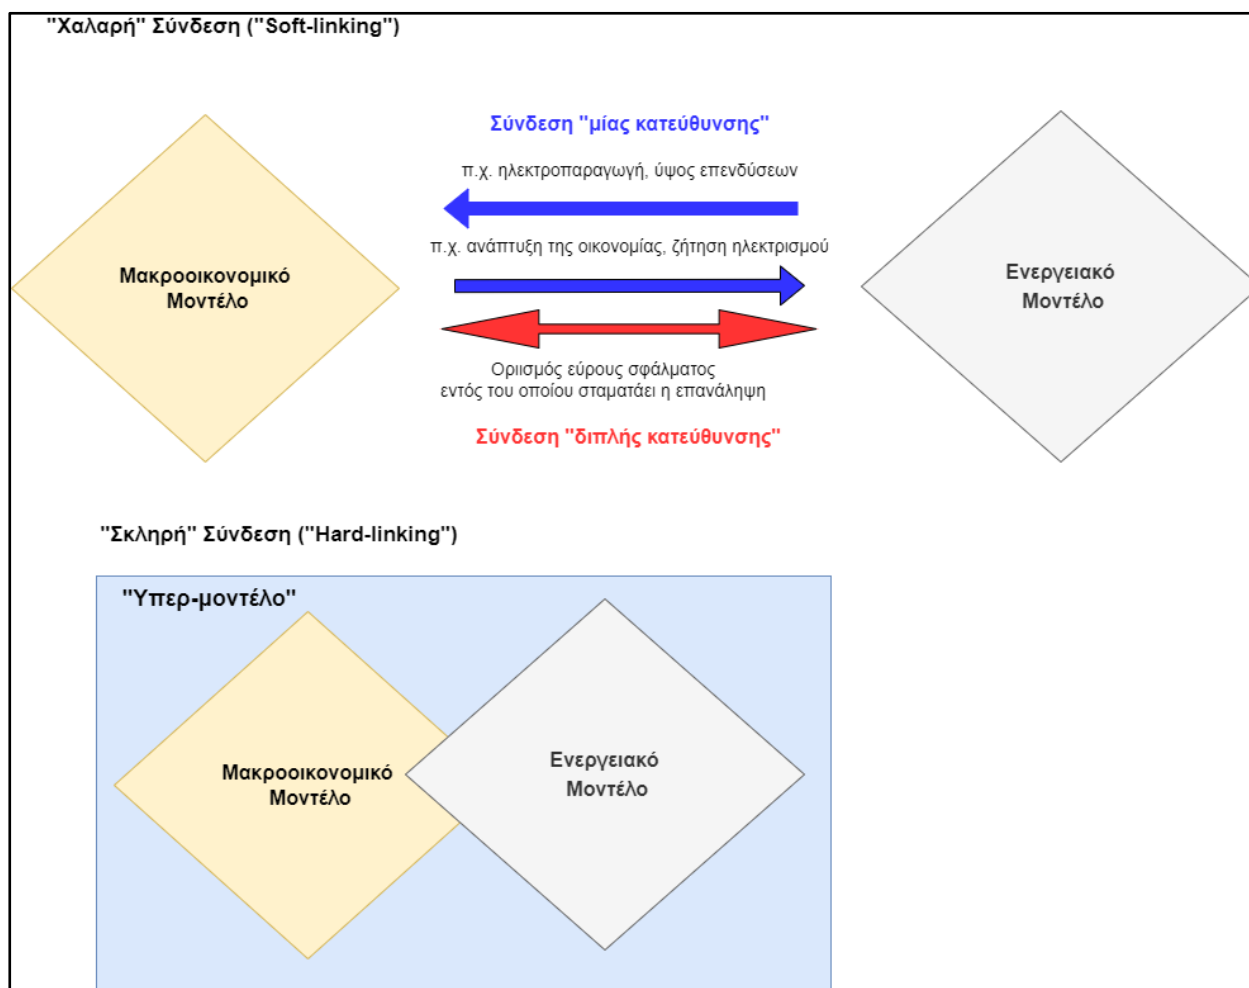 "Χαλαρή" Σύνδεση ("Soft-linking")
Σύνδεση "μίας κατεύθυνσης"
π.χ. ηλεκτροπαραγωγή, ύψος επενδύσεων
π.χ. ανάπτυξη της οικονομίας, ζήτηση ηλεκτρισμού
Μακροοικονομικό
Μοντέλο
Ενεργειακό
Μοντέλο
Οριισμός εύρους σφάλματος
εντός του οποίου σταματάει η επανάληψη
Σύνδεση "διπλής κατεύθυνσης"
"Σκληρή" Σύνδεση ("Hard-linking")
"Υπερ-μοντέλο"
Μακροοικονομικό
Μοντέλο
Ενεργειακό
Μοντέλο